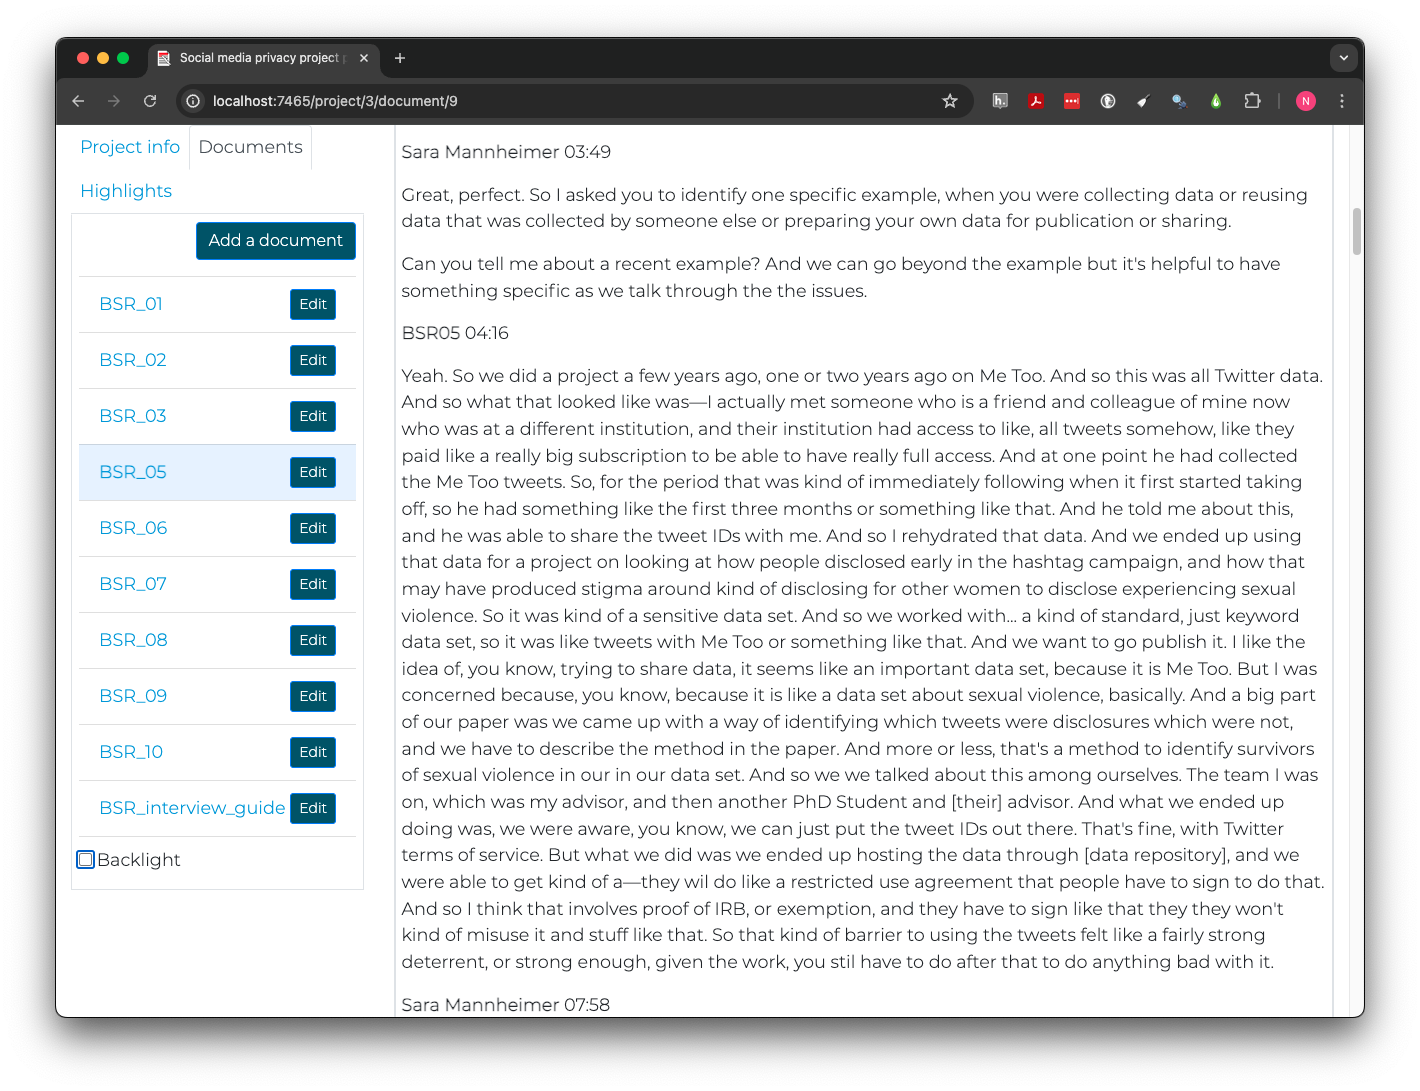 Social media privacy project p
localhost:7465/project/3/document/9
h.
N
Project info
Documents
Highlights
Add a document
BSR_01 Edit
BSR_02 Edit
BSR_03 Edit
BSR_05 Edit
BSR_06 Edit
BSR_07 Edit
BSR_08 Edit
BSR_09 Edit
BSR_10 Edit
BSR_interview_guide Edit
Backlight
Sara Mannheimer 03:49
Great, perfect. So I asked you to identify one specific example, when you were collecting data or reusing
data that was collected by someone else or preparing your own data for publication or sharing.
Can you tell me about a recent example? And we can go beyond the example but it's helpful to have
something specific as we talk through the the issues.
BSR05 04:16
Yeah. So we did a project a few years ago, one or two years ago on Me Too. And so this was all Twitter data.
And so what that looked like was—I actually met someone who is a friend and colleague of mine now
who was at a different institution, and their institution had access to like, all tweets somehow, like they
paid like a really big subscription to be able to have really full access. And at one point he had collected
the Me Too tweets. So, for the period that was kind of immediately following when it first started taking
off, so he had something like the first three months or something like that. And he told me about this,
and he was able to share the tweet IDs with me. And so I rehydrated that data. And we ended up using
that data for a project on looking at how people disclosed early in the hashtag campaign, and how that
may have produced stigma around kind of disclosing for other women to disclose experiencing sexual
violence. So it was kind of a sensitive data set. And so we worked with... a kind of standard, just keyword
data set, so it was like tweets with Me Too or something like that. And we want to go publish it. I like the
idea of, you know, trying to share data, it seems like an important data set, because it is Me Too. But I was
concerned because, you know, because it is like a data set about sexual violence, basically. And a big part
of our paper was we came up with a way of identifying which tweets were disclosures which were not,
and we have to describe the method in the paper. And more or less, that's a method to identify survivors
of sexual violence in our in our data set. And so we we talked about this among ourselves. The team I was
on, which was my advisor, and then another PhD Student and [their] advisor. And what we ended up
doing was, we were aware, you know, we can just put the tweet IDs out there. That's fine, with Twitter
terms of service. But what we did was we ended up hosting the data through [data repository], and we
were able to get kind of a—they wil do like a restricted use agreement that people have to sign to do that.
And so I think that involves proof of IRB, or exemption, and they have to sign like that they they won't
kind of misuse it and stuff like that. So that kind of barrier to using the tweets felt like a fairly strong
deterrent, or strong enough, given the work, you stil have to do after that to do anything bad with it.
Sara Mannheimer 07:58